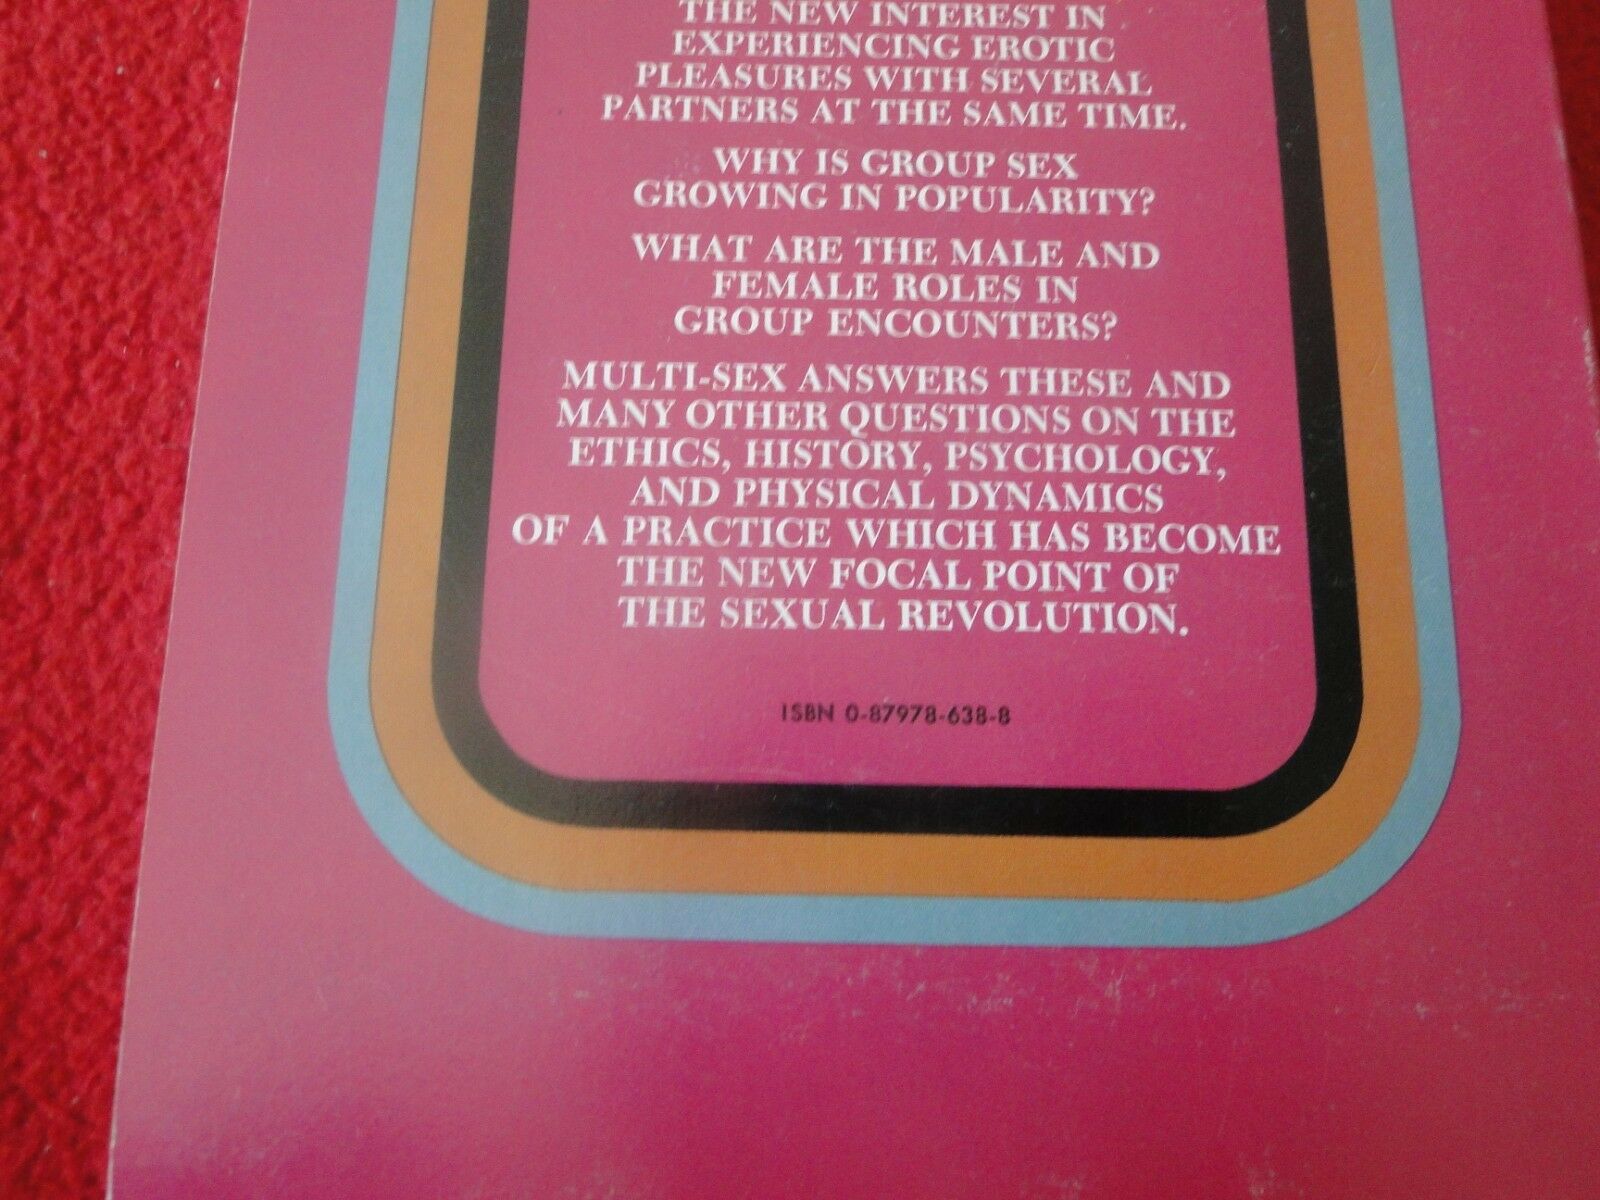 THE NEW INTEREST IN
EXPERIENCING EROTIC
PLEASURES WITH SEVERAL
PARTNERS AT THE SAME TIME.
WHY IS GROUP SEX
GROWING IN POPULARITY?
WHAT ARE THE MALE AND
FEMALE ROLES IN
GROUP ENCOUNTERS?
MULTI-SEX ANSWERS THESE AND
MANY OTHER QUESTIONS ON THE
ETHICS, HISTORY, PSYCHOLOGY,
AND PHYSICAL DYNAMICS
OF A PRACTICE WHICH HAS BECOME
THE NEW FOCAL POINT OF
THE SEXUAL REVOLUTION.
ISBN 0-87978-638-8